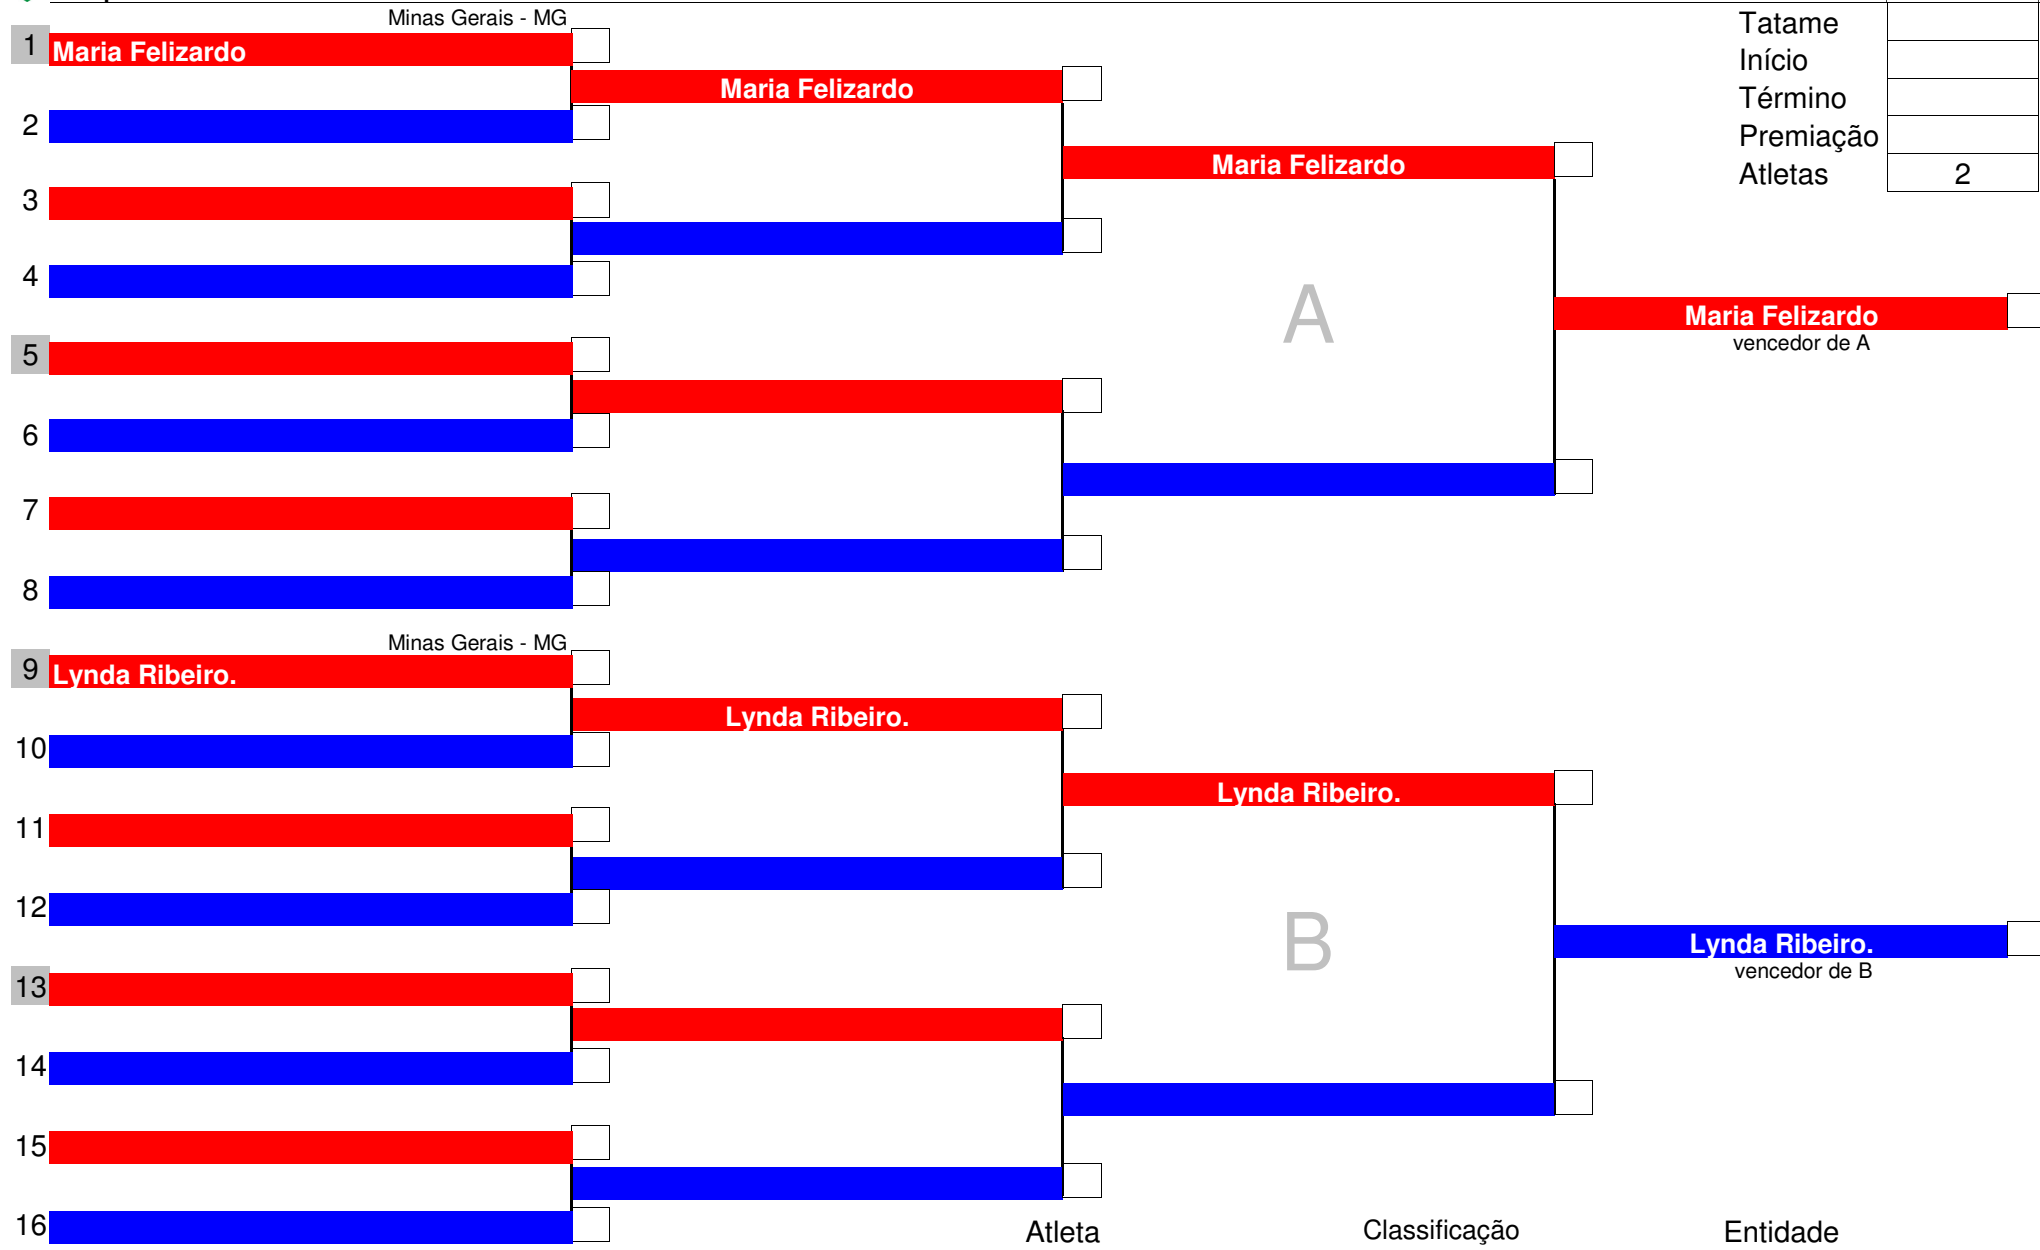 Minas Gerais - MG
1 Maria Felizardo
Maria Felizardo
2
Maria Felizardo
3
4
A
Maria Felizardo
vencedor de A
5
6
7
8
Tatame
Início
Término
Premiação
Atletas 2
Minas Gerais - MG
9 Lynda Ribeiro.
Lynda Ribeiro.
10
Lynda Ribeiro.
11
12
B
Lynda Ribeiro.
vencedor de B
13
14
15
16
Atleta Classificação Entidade